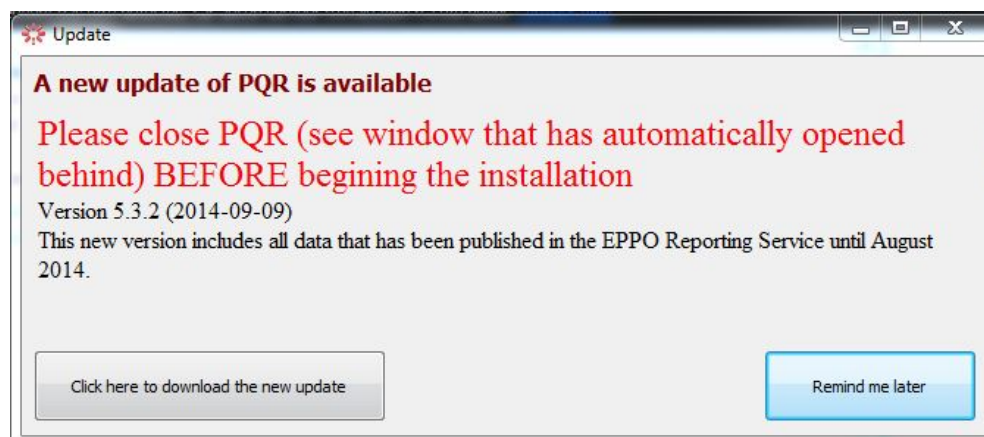 Update
A new update of PQR is available
Please close PQR (see window that has automatically opened
behind) BEFORE begining the installation
Version 5.3.2 (2014-09-09)
This new version includes all data that has been published in the EPPO Reporting Service until August
2014.
Click here to download the new update
Remind me later